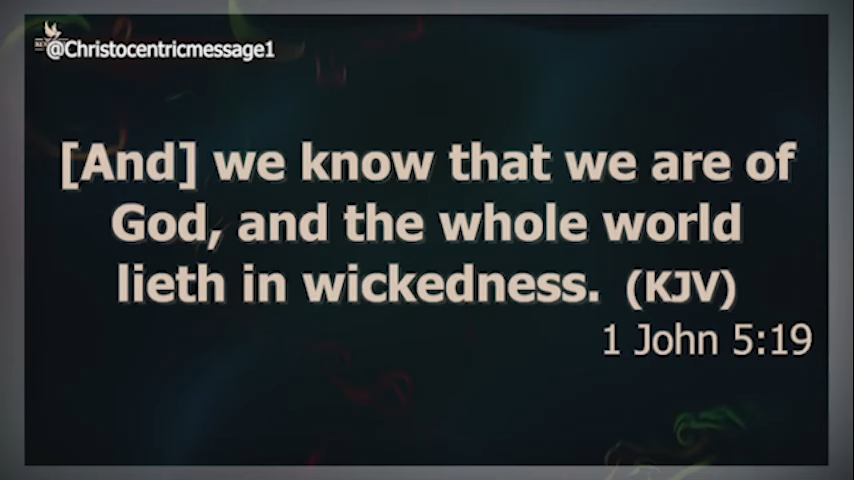 @Christocentricmessage1
[And] we know that we are of
God, and the whole world
lieth in wickedness. (KJV)
1 John 5:19